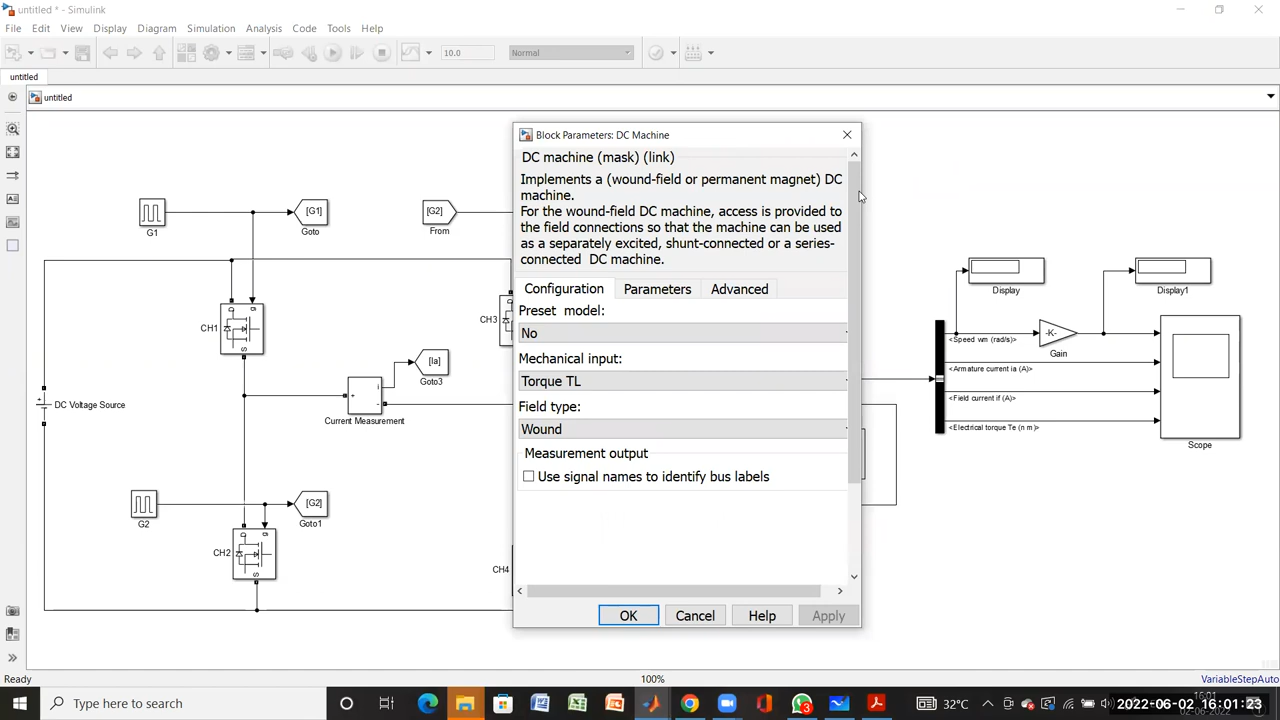 untitled * - Simulink
File Edit View Display Diagram Simulation Analysis Code Tools Help
10.0 Normal
untitled
untitled
Block Parameters: DC Machine
DC machine (mask) (link)
Implements a (wound-field or permanent magnet) DC
machine.
For the wound-field DC machine, access is provided to
the field connections so that the machine can be used
as a separately excited, shunt-connected or a series-
connected DC machine.
Configuration Parameters Advanced
Preset model:
No
Mechanical input:
Torque TL
Field type:
Wound
Measurement output
Use signal names to identify bus labels
OK Cancel Help Apply
G1
[G1]
Goto
[G2]
From
CH1
D
g
S
CH3
[Ia]
Goto3
i
+
-
Current Measurement
+
DC Voltage Source
G2
[G2]
Goto1
CH2
D
g
S
CH4
Display
Display1
<Speed wm (rad/s)>
-K-
Gain
<Armature current ia (A)>
<Field current if (A)>
<Electrical torque Te (n m)>
Scope
Ready 100% VariableStepAuto
Type here to search
3
32°C
16:01
02-06-2022
2022-06-02 16:01:23